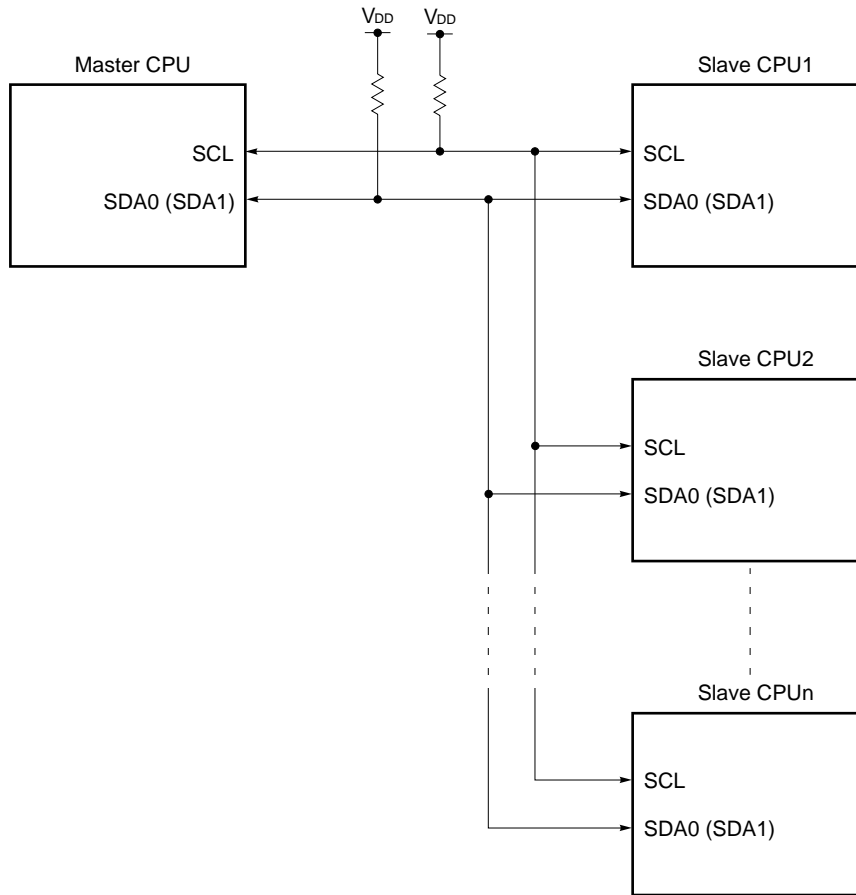 VDD
VDD
Master CPU
SCL
SDA0 (SDA1)
Slave CPU1
SCL
SDA0 (SDA1)
Slave CPU2
SCL
SDA0 (SDA1)
Slave CPUn
SCL
SDA0 (SDA1)